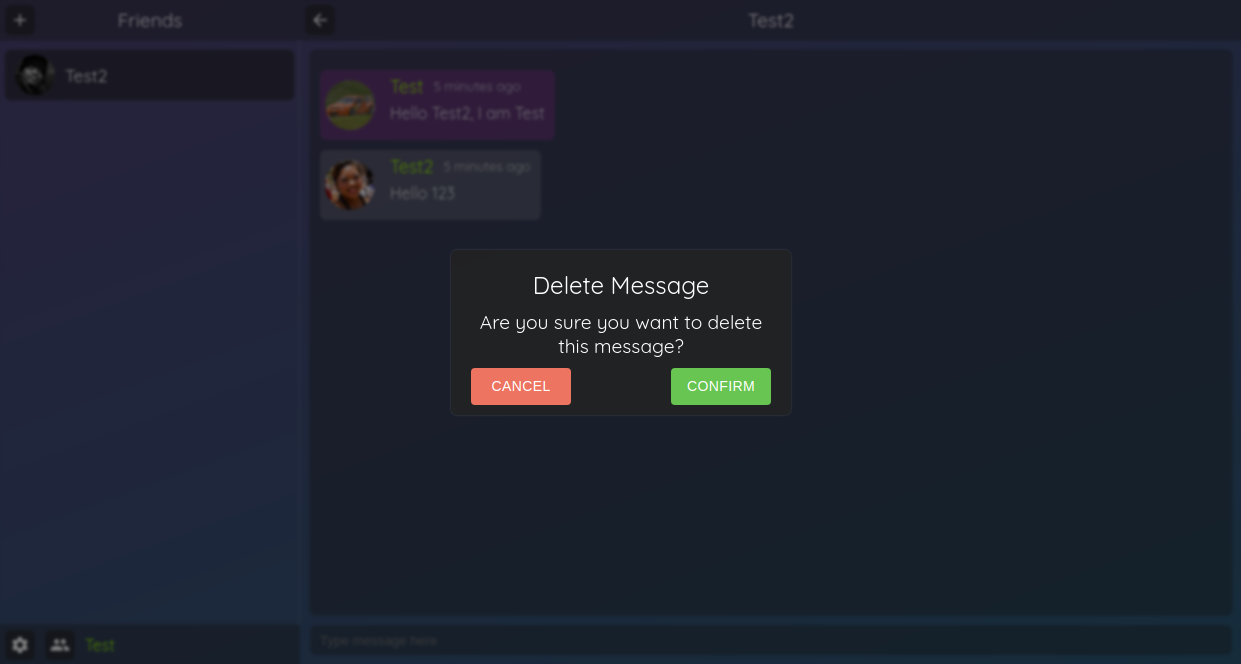 Friends
Test2
Test2
Test 5 minutes ago
Hello Test2, I am Test
Test2 5 minutes ago
Hello 123
Delete Message
Are you sure you want to delete
this message?
CANCEL CONFIRM
Test
Type message here